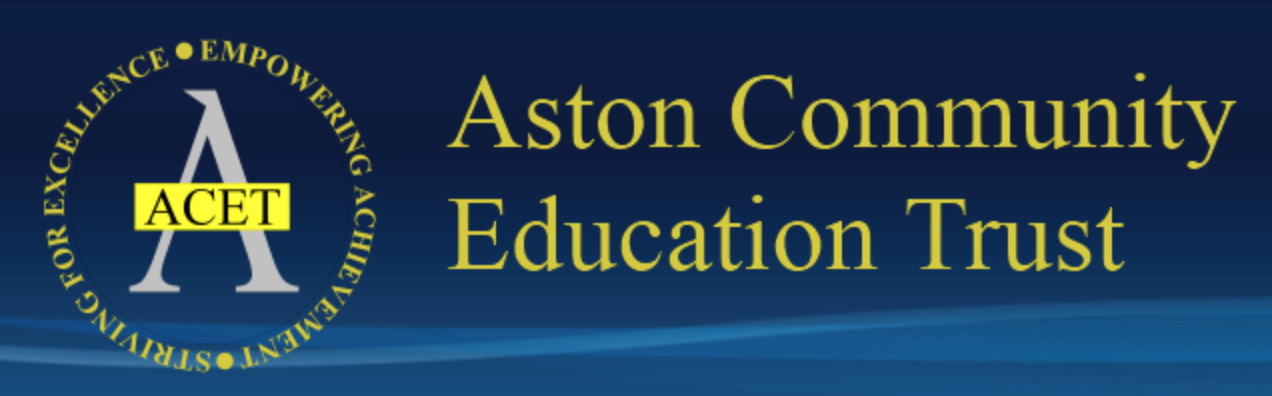 STRIVING FOR EXCELLENCE • EMPOWERING ACHIEVEMENT •
A
ACET
Aston Community
Education Trust